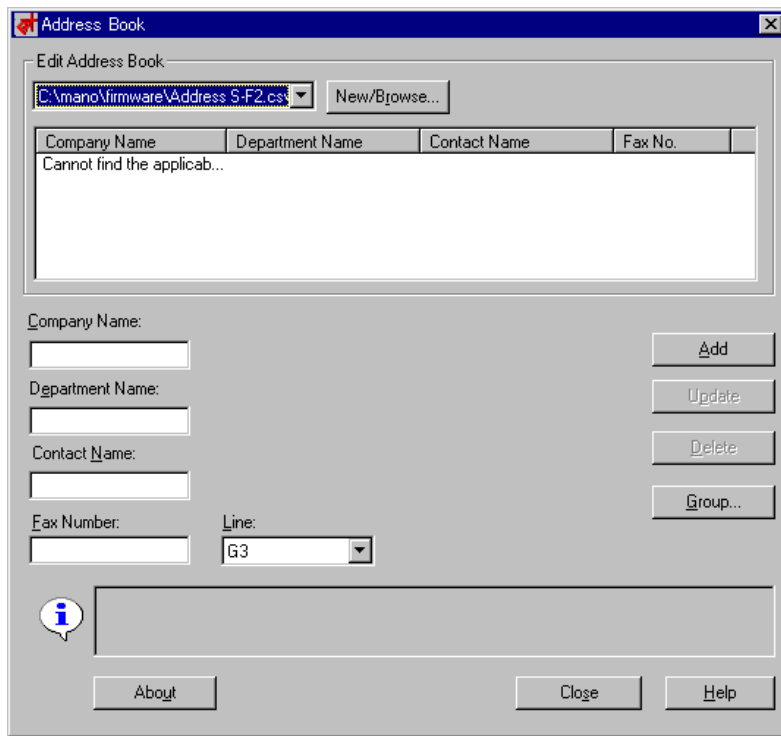 Address Book
Edit Address Book
C:\mano\firmware\Address S-F2.csv
New/Browse...
Company Name Department Name Contact Name Fax No.
Cannot find the applicab...
Company Name:
Add
Department Name:
Update
Contact Name:
Delete
Group...
Fax Number: Line:
G3
About Close Help